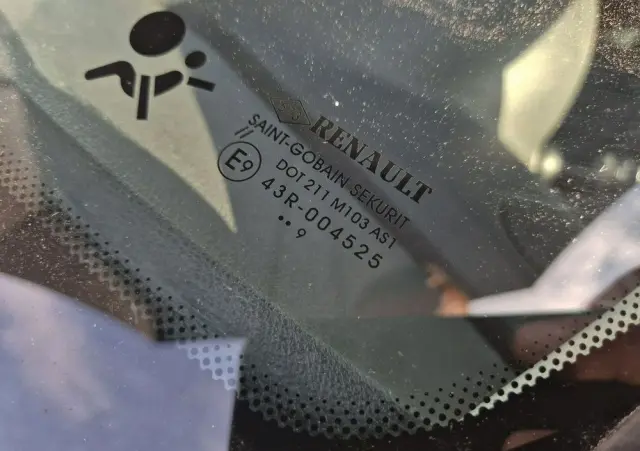 RENAULT
SAINT-GOBAIN SEKURIT
//
DOT 211 M103 AS1
E9 43R-004525
•• 9